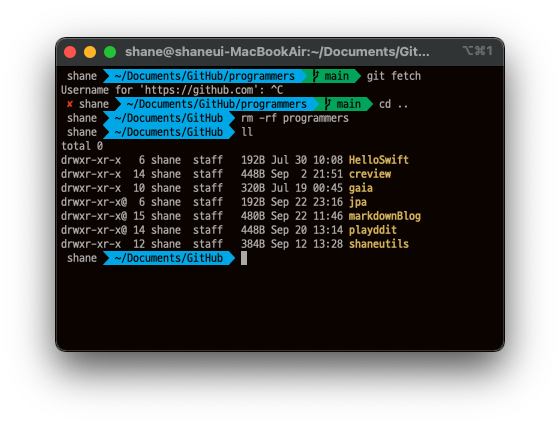 shane@shaneui-MacBookAir:~/Documents/Git... ⌥⌘1
shane ~/Documents/GitHub/programmers main git fetch
Username for 'https://github.com': ^C
✘ shane ~/Documents/GitHub/programmers main cd ..
shane ~/Documents/GitHub rm -rf programmers
shane ~/Documents/GitHub ll
total 0
drwxr-xr-x 6 shane staff 192B Jul 30 10:08 HelloSwift
drwxr-xr-x 14 shane staff 448B Sep 2 21:51 creview
drwxr-xr-x 10 shane staff 320B Jul 19 00:45 gaia
drwxr-xr-x@ 6 shane staff 192B Sep 22 23:16 jpa
drwxr-xr-x@ 15 shane staff 480B Sep 22 11:46 markdownBlog
drwxr-xr-x@ 14 shane staff 448B Sep 20 13:14 playddit
drwxr-xr-x 12 shane staff 384B Sep 12 13:28 shaneutils
shane ~/Documents/GitHub